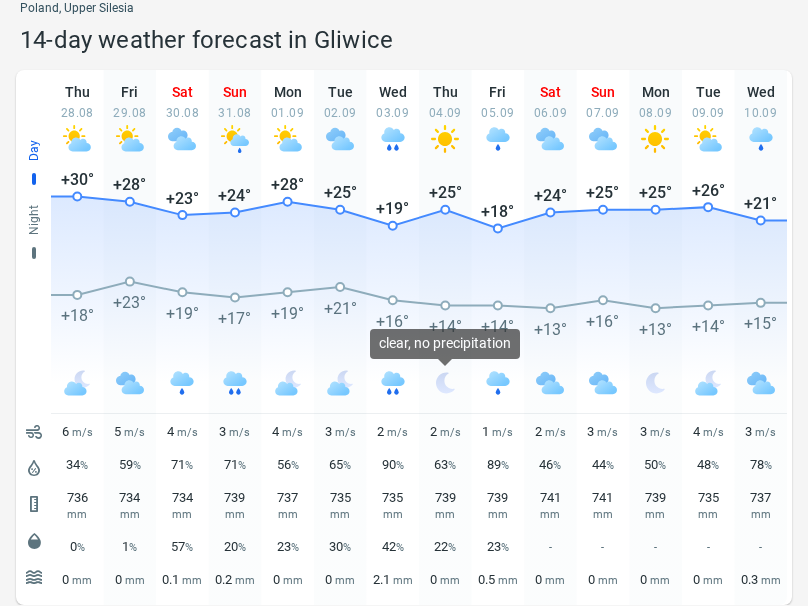 Poland, Upper Silesia
14-day weather forecast in Gliwice
Thu Fri Sat Sun Mon Tue Wed Thu Fri Sat Sun Mon Tue Wed
28.08 29.08 30.08 31.08 01.09 02.09 03.09 04.09 05.09 06.09 07.09 08.09 09.09 10.09
Day
+30° +28° +23° +24° +28° +25° +19° +25° +18° +24° +25° +25° +26° +21°
Night
+18° +23° +19° +17° +19° +21° +16° +14° +14° +13° +16° +13° +14° +15°
clear, no precipitation
6 m/s 5 m/s 4 m/s 3 m/s 4 m/s 3 m/s 2 m/s 2 m/s 1 m/s 2 m/s 3 m/s 3 m/s 4 m/s 3 m/s
34% 59% 71% 71% 56% 65% 90% 63% 89% 46% 44% 50% 48% 78%
736 734 734 739 737 735 735 739 739 741 741 739 735 737
mm mm mm mm mm mm mm mm mm mm mm mm mm mm
0% 1% 57% 20% 23% 30% 42% 22% 23% - - - - -
0 mm 0 mm 0.1 mm 0.2 mm 0 mm 0 mm 2.1 mm 0 mm 0.5 mm 0 mm 0 mm 0 mm 0 mm 0.3 mm